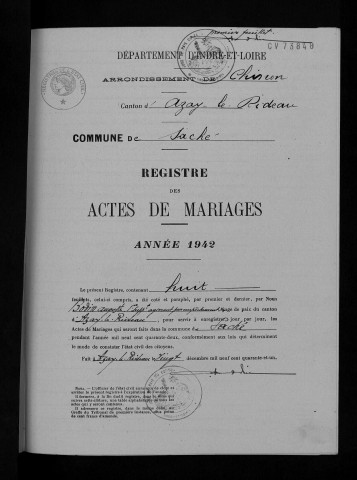 premier feuillet
CV 73840
DÉPARTEMENT D'INDRE-ET-LOIRE
ARRONDISSEMENT DE Chinon
Canton d'Azay-le-Rideau
COMMUNE DE Saché
REGISTRE
DES
ACTES DE MARIAGES
ANNÉE 1942
Le présent Registre, contenant huit
feuillets, celui-ci compris, a été coté et paraphé, par premier et dernier, par Nous
de paix du canton
d'Azay-le-Rideau, pour servir à enregistrer, jour par jour, les
Actes de Mariages qui seront faits dans la commune de Saché
pendant l'année mil neuf cent quarante-deux, conformément aux lois qui déterminent
le mode de constater l'état civil des citoyens.
Fait à Azay-le-Rideau, vingt décembre mil neuf cent quarante-et-un.
NOTA. — L'Officier de l'état civil